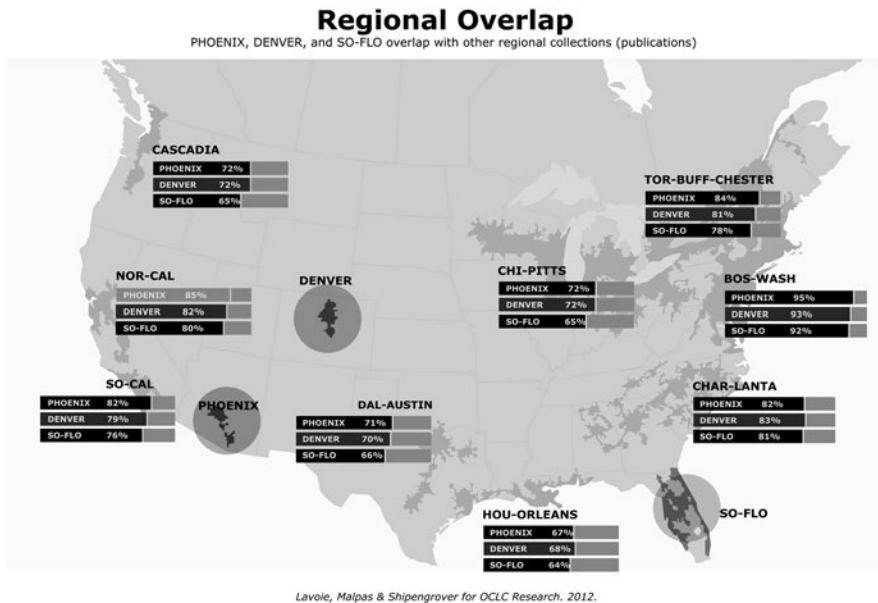 Regional Overlap
PHOENIX, DENVER, and SO-FLO overlap with other regional collections (publications)
CASCADIA
PHOENIX 72%
DENVER 72%
SO-FLO 65%
TOR-BUFF-CHESTER
PHOENIX 84%
DENVER 81%
SO-FLO 78%
NOR-CAL
PHOENIX 85%
DENVER 82%
SO-FLO 80%
DENVER
CHI-PITTS
PHOENIX 72%
DENVER 72%
SO-FLO 65%
BOS-WASH
PHOENIX 95%
DENVER 93%
SO-FLO 92%
SO-CAL
PHOENIX 82%
DENVER 79%
SO-FLO 76%
PHOENIX
DAL-AUSTIN
PHOENIX 71%
DENVER 70%
SO-FLO 66%
CHAR-LANTA
PHOENIX 82%
DENVER 83%
SO-FLO 81%
HOU-ORLEANS
PHOENIX 67%
DENVER 68%
SO-FLO 64%
SO-FLO
Lavoie, Malpas & Shipengrover for OCLC Research. 2012.